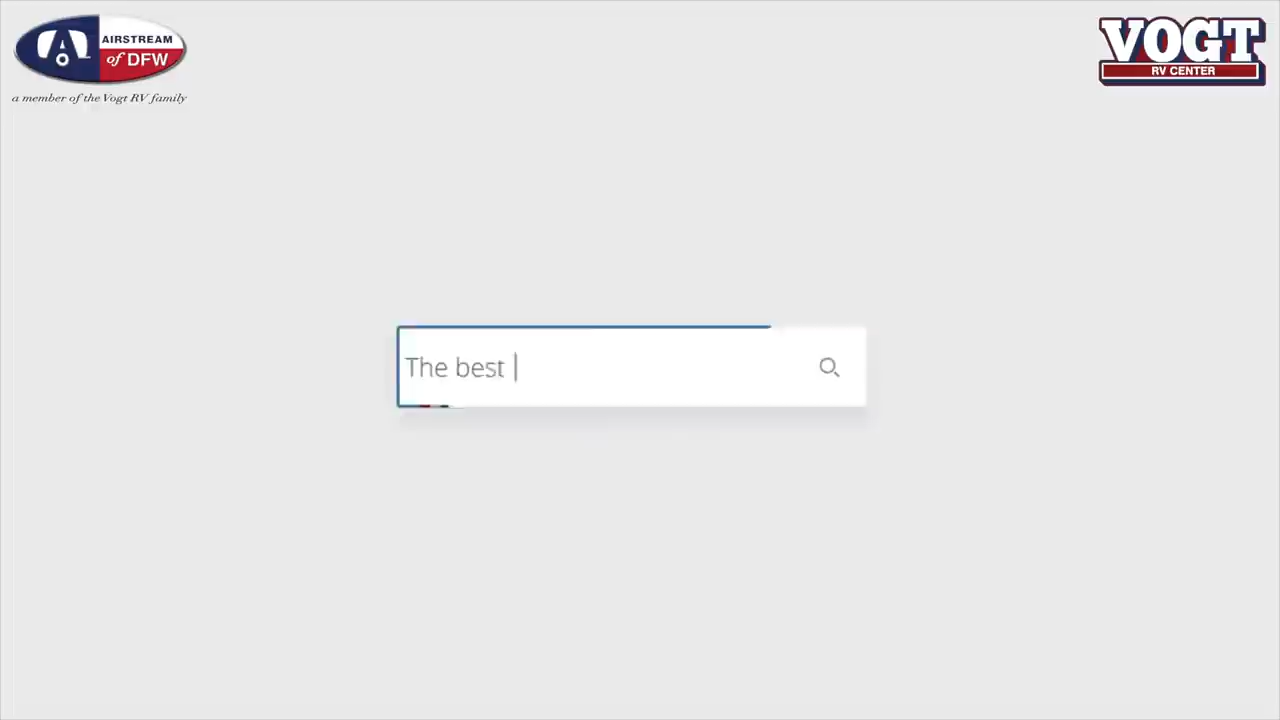 AIRSTREAM
of DFW
a member of the Vogt RV family
VOGT
RV CENTER
The best